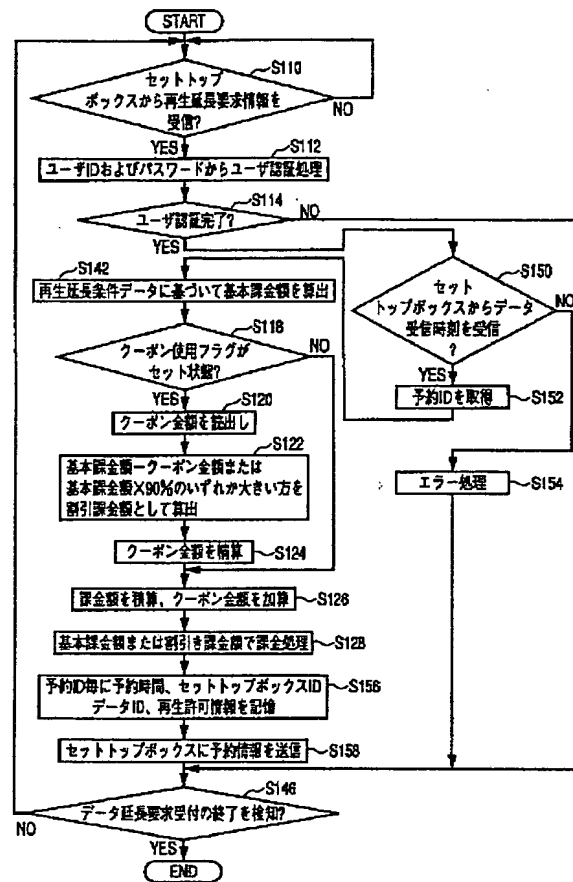 START
S110
セットトップ
ボックスから再生延長要求情報を
受信?
NO
YES
S112
ユーザIDおよびパスワードからユーザ認証処理
S114
ユーザ認証完了?
NO
YES
S142
再生延長条件データに基づいて基本課金額を算出
S150
セット
トップボックスからデータ
受信時刻を受信
?
NO
YES
予約IDを取得
S152
S118
クーポン使用フラグが
セット状態?
NO
YES
S120
クーポン金額を読出し
S122
基本課金額ークーポン金額または
基本課金額×90%のいずれか大きい方を
割引課金額として算出
エラー処理
S154
クーポン金額を精算
S124
課金額を積算、クーポン金額を加算
S126
基本課金額または割引き課金額で課金処理
S128
予約ID毎に予約時間、セットトップボックスID
データID、再生許可情報を記憶
S156
セットトップボックスに予約情報を送信
S158
S146
データ延長要求受付の終了を検知?
NO
YES
END